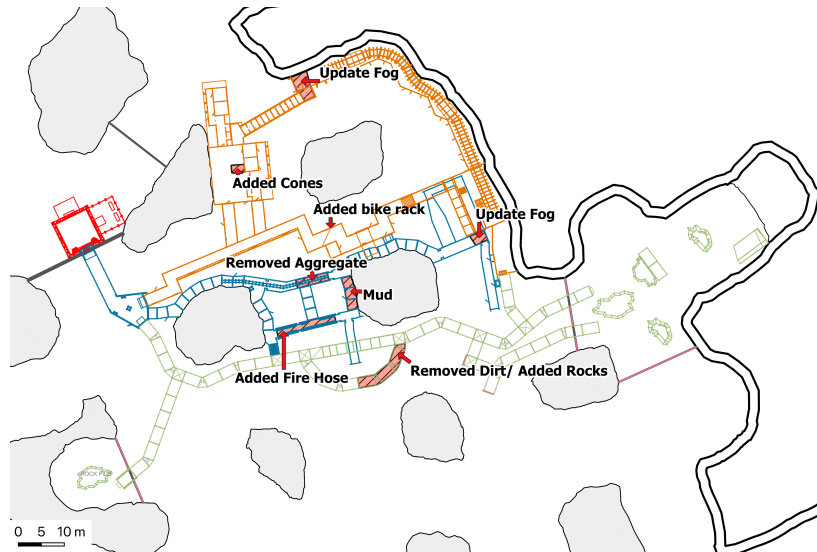 Update Fog
Added Cones
Added bike rack
Update Fog
Removed Aggregate
Mud
Added Fire Hose
Removed Dirt/ Added Rocks
0 5 10 m